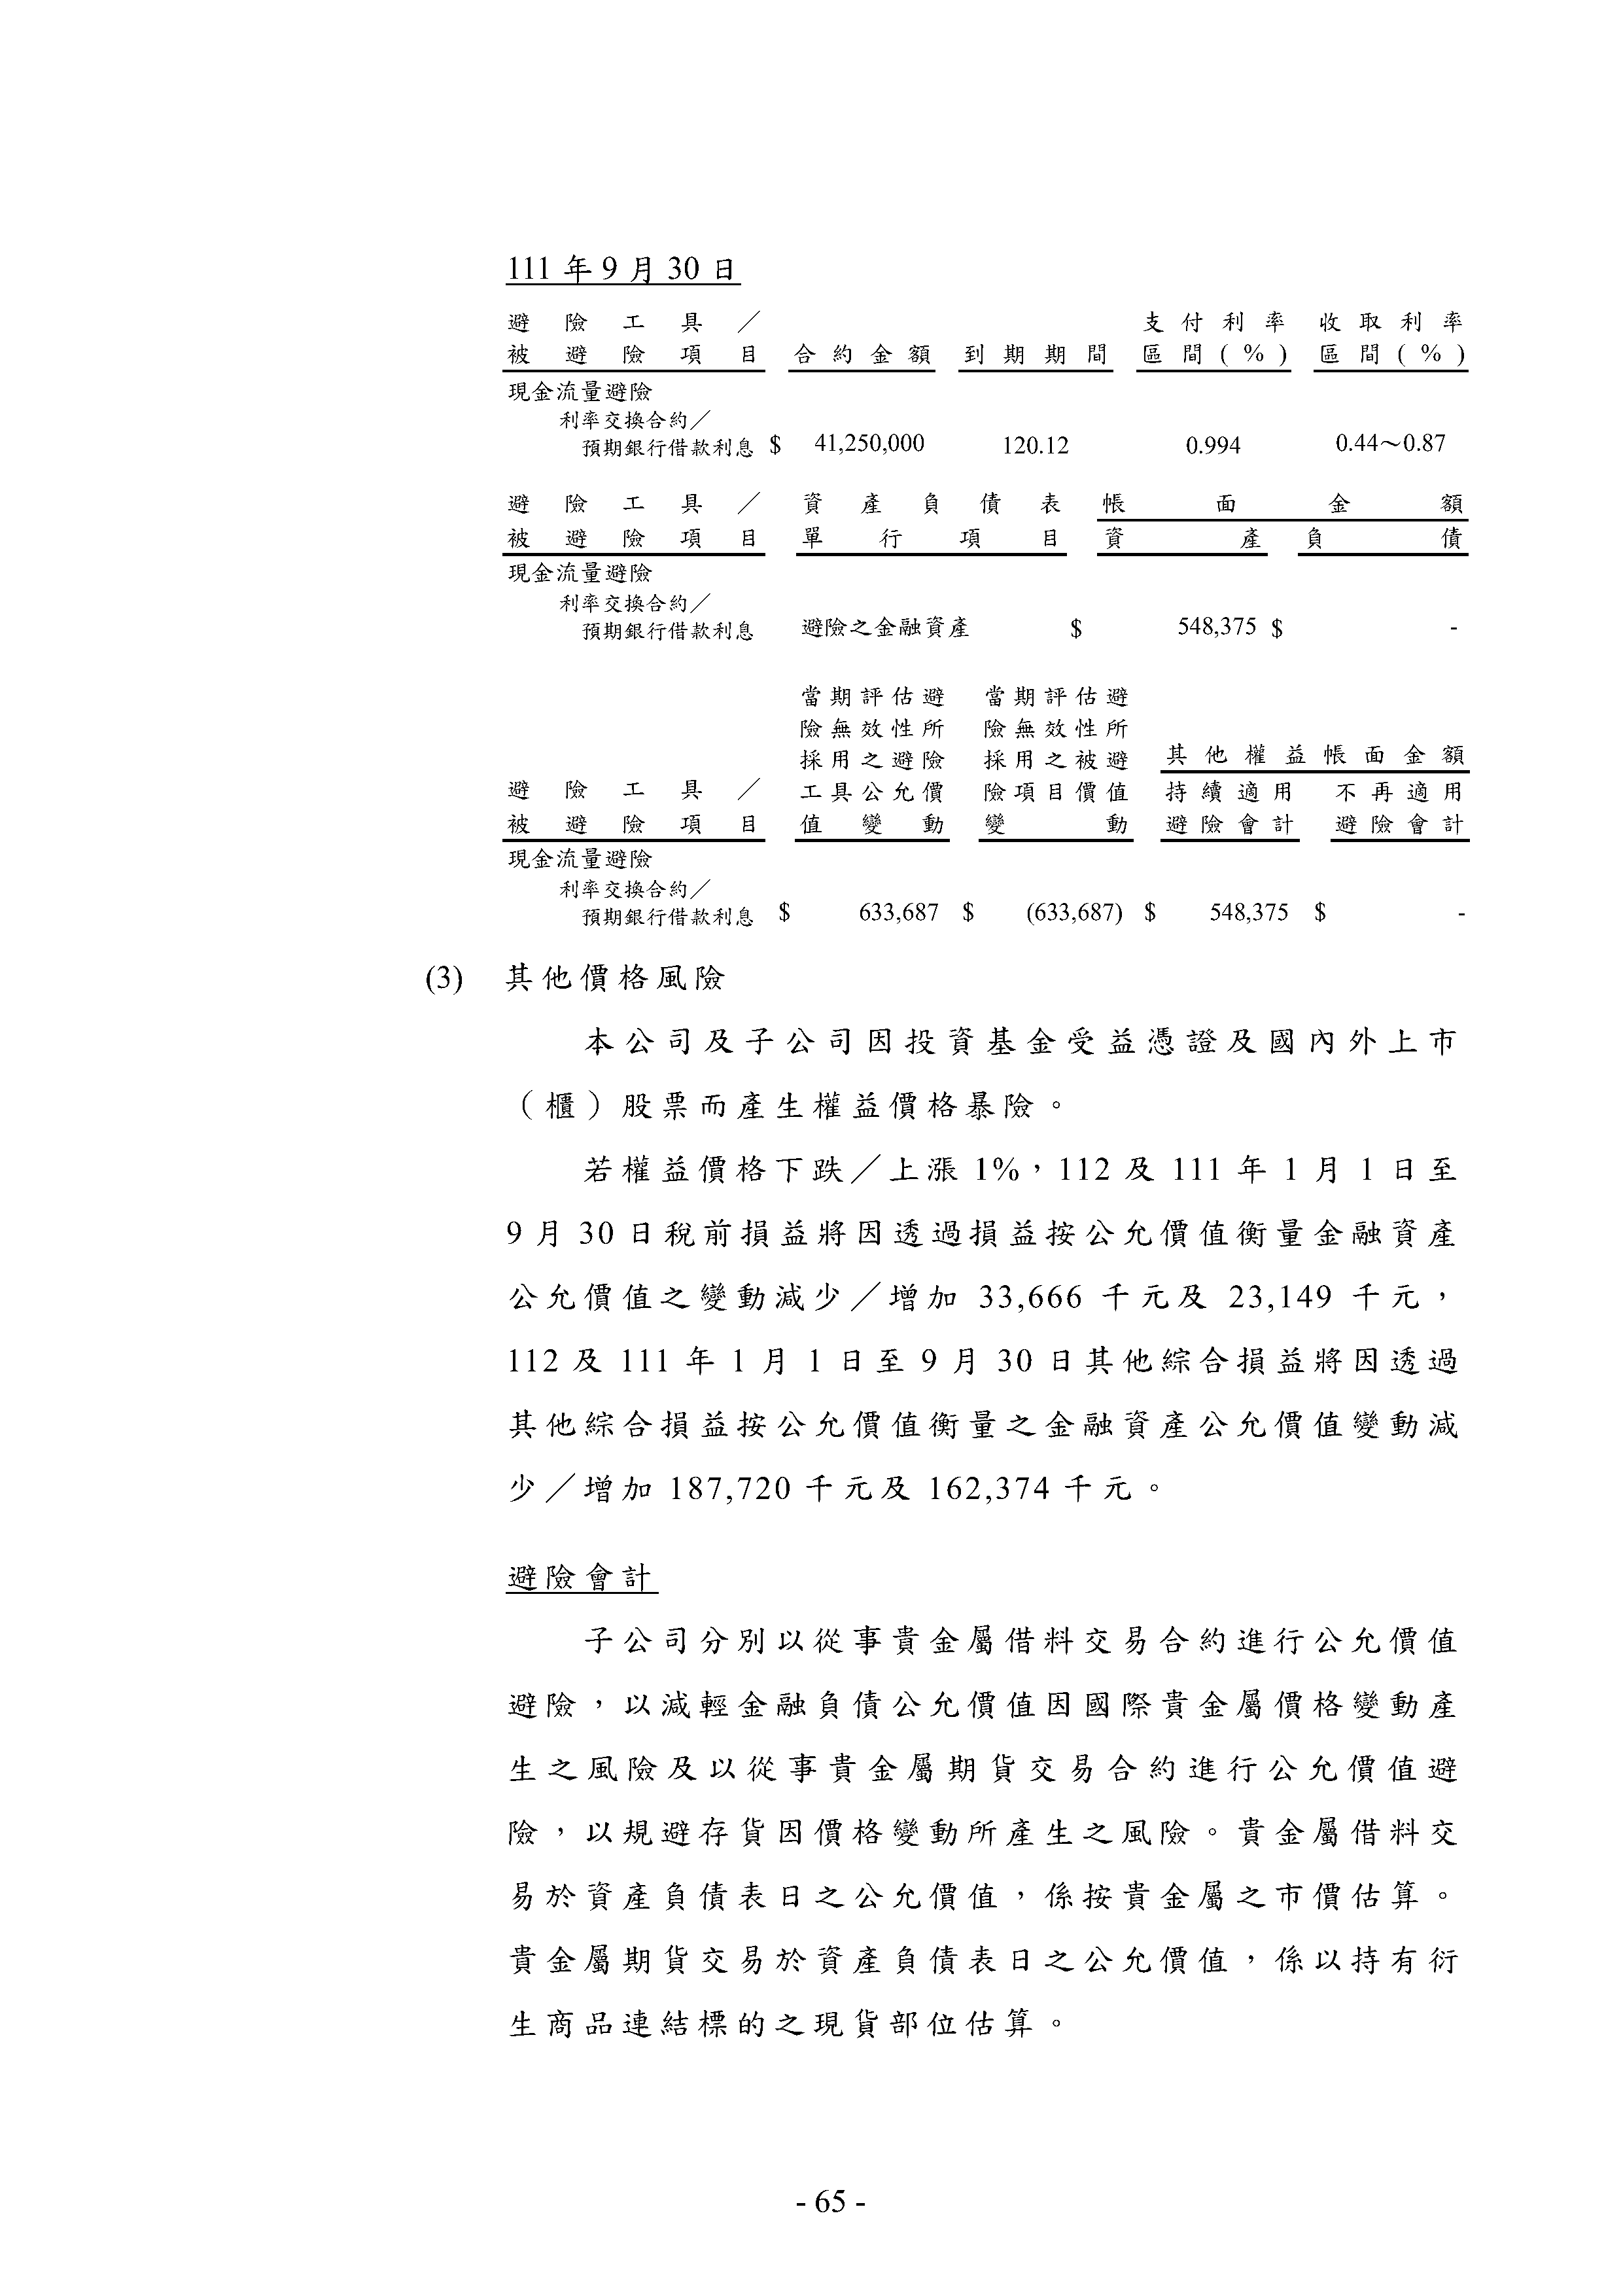 111 年 9 月 30 日
避險工具／ 支付利率 收取利率
被避險項目 合約金額 到期期間 區間(%) 區間(%)
現金流量避險
利率交換合約／
預期銀行借款利息 $ 41,250,000 120.12 0.994 0.44～0.87
避險工具／ 資產負債表 帳面金額
被避險項目 單行項目 資產 負債
現金流量避險
利率交換合約／
預期銀行借款利息 避險之金融資產 $ 548,375 $ -
當期評估避 當期評估避
險無效性所 險無效性所
採用之避險 採用之被避 其他權益帳面金額
避險工具／ 工具公允價 險項目價值 持續適用 不再適用
被避險項目 值變動 變動 避險會計 避險會計
現金流量避險
利率交換合約／
預期銀行借款利息 $ 633,687 $ (633,687) $ 548,375 $ -
(3) 其他價格風險
本公司及子公司因投資基金受益憑證及國內外上市
（櫃）股票而產生權益價格暴險。
若權益價格下跌／上漲 1%，112 及 111 年 1 月 1 日至
9 月 30 日稅前損益將因透過損益按公允價值衡量金融資產
公允價值之變動減少／增加 33,666 千元及 23,149 千元，
112 及 111 年 1 月 1 日至 9 月 30 日其他綜合損益將因透過
其他綜合損益按公允價值衡量之金融資產公允價值變動減
少／增加 187,720 千元及 162,374 千元。
避險會計
子公司分別以從事貴金屬借料交易合約進行公允價值
避險，以減輕金融負債公允價值因國際貴金屬價格變動產
生之風險及以從事貴金屬期貨交易合約進行公允價值避
險，以規避存貨因價格變動所產生之風險。貴金屬借料交
易於資產負債表日之公允價值，係按貴金屬之市價估算。
貴金屬期貨交易於資產負債表日之公允價值，係以持有衍
生商品連結標的之現貨部位估算。
- 65 -